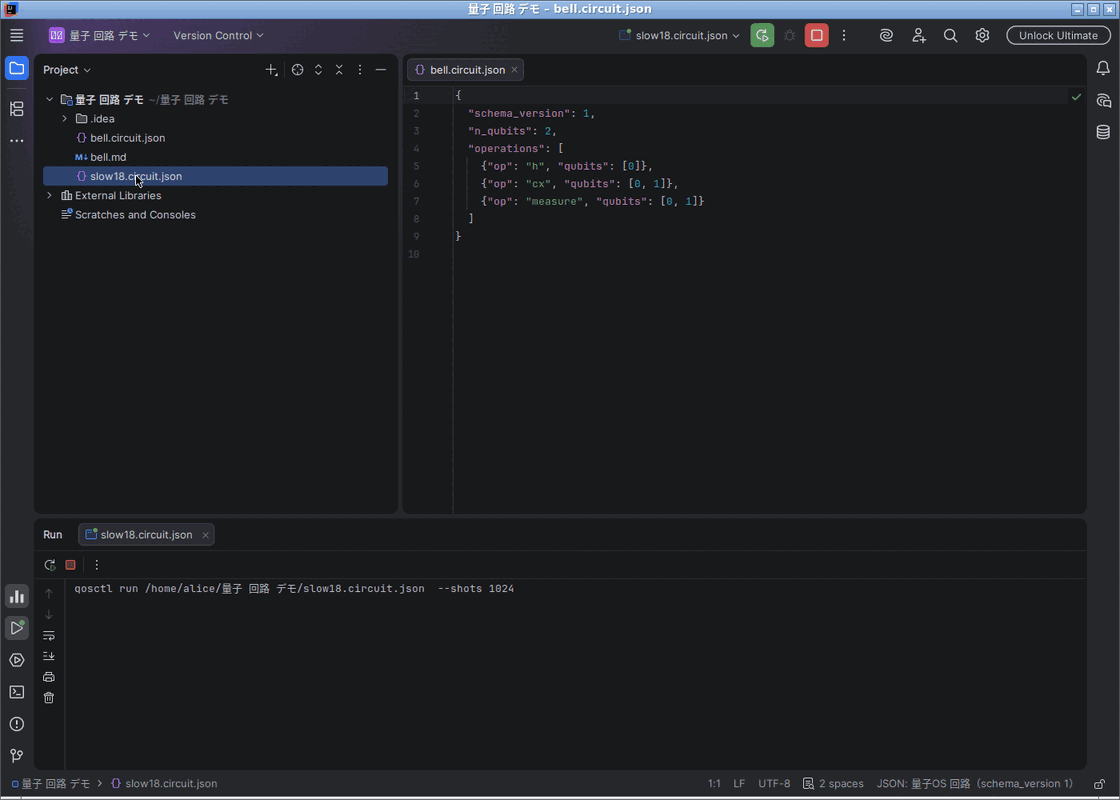 量子 回路 デモ – bell.circuit.json
量子 回路 デモ
Version Control
slow18.circuit.json
Unlock Ultimate
Project
量子 回路 デモ ~/量子 回路 デモ
.idea
bell.circuit.json
bell.md
slow18.circuit.json
External Libraries
Scratches and Consoles
bell.circuit.json
1 {
2 "schema_version": 1,
3 "n_qubits": 2,
4 "operations": [
5 {"op": "h", "qubits": [0]},
6 {"op": "cx", "qubits": [0, 1]},
7 {"op": "measure", "qubits": [0, 1]}
8 ]
9 }
10
Run
slow18.circuit.json
qosctl run /home/alice/量子 回路 デモ/slow18.circuit.json --shots 1024
量子 回路 デモ
slow18.circuit.json
1:1
LF
UTF-8
2 spaces
JSON: 量子OS 回路（schema_version 1）